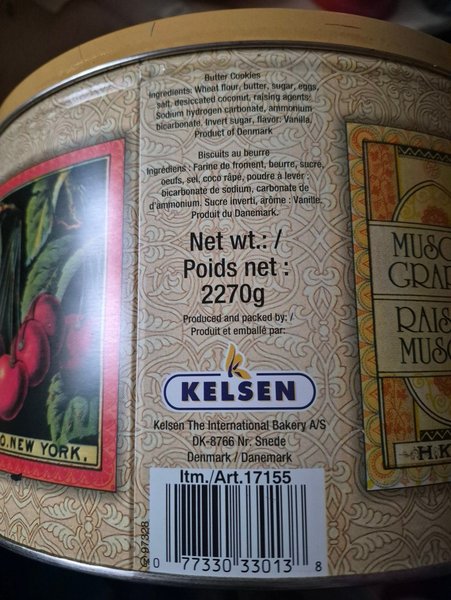 Butter Cookies
Ingredients: Wheat flour, butter, sugar, eggs,
salt, desiccated coconut, raising agents:
Sodium hydrogen carbonate, ammonium
bicarbonate. Invert sugar, flavor: Vanilla.
Product of Denmark
Biscuits au beurre
Ingrédiens : Farine de froment, beurre, sucre,
oeufs, sel, coco râpé, poudre à lever :
bicarbonate de sodium, carbonate de
d'ammonium. Sucre inverti, arôme : Vanille.
Produit du Danemark.
Net wt.: /
Poids net :
2270g
Produced and packed by: /
Produit et emballé par:
KELSEN
Kelsen The International Bakery A/S
DK-8766 Nr. Snede
Denmark / Danemark
Itm./Art.17155
0 77330 33013 8
97328
O. NEW YORK.
MUSC
GRA
RAIS
MUSC
H.K